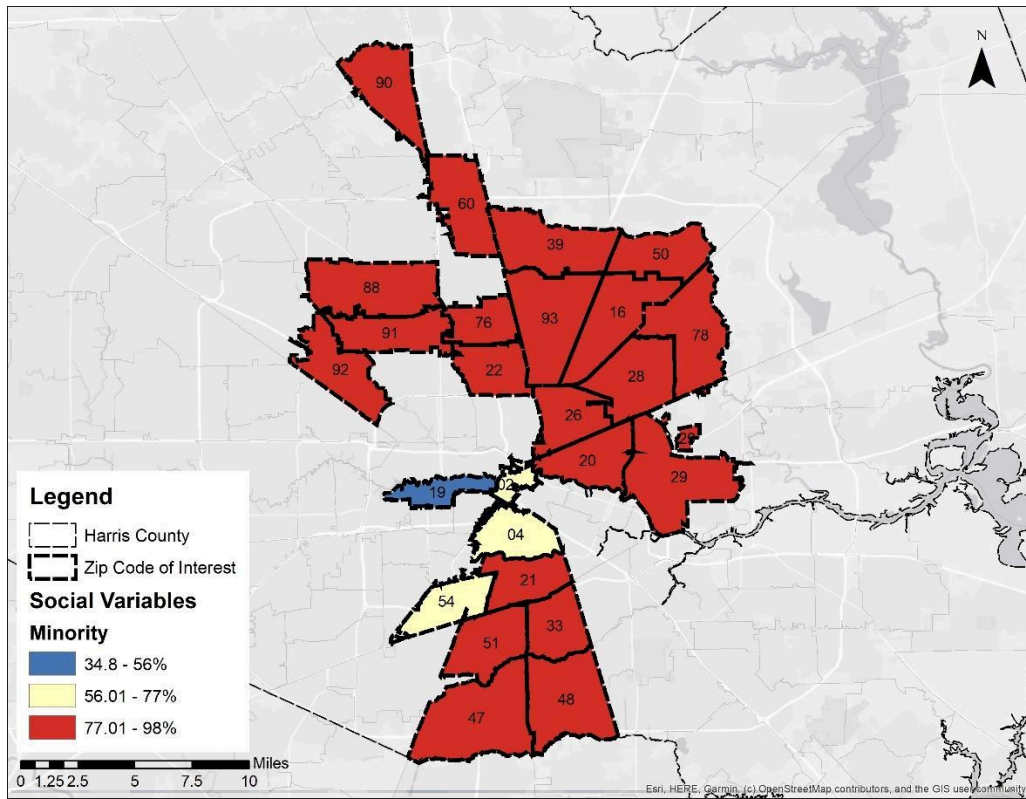 N
90
60
39
50
88
76
93
16
91
78
22
92
28
26
29
20
29
19
02
04
21
54
33
51
48
47
Legend
Harris County
Zip Code of Interest
Social Variables
Minority
34.8 - 56%
56.01 - 77%
77.01 - 98%
Miles
0 1.25 2.5 5 7.5 10
Esri, HERE, Garmin, (c) OpenStreetMap contributors, and the GIS user community